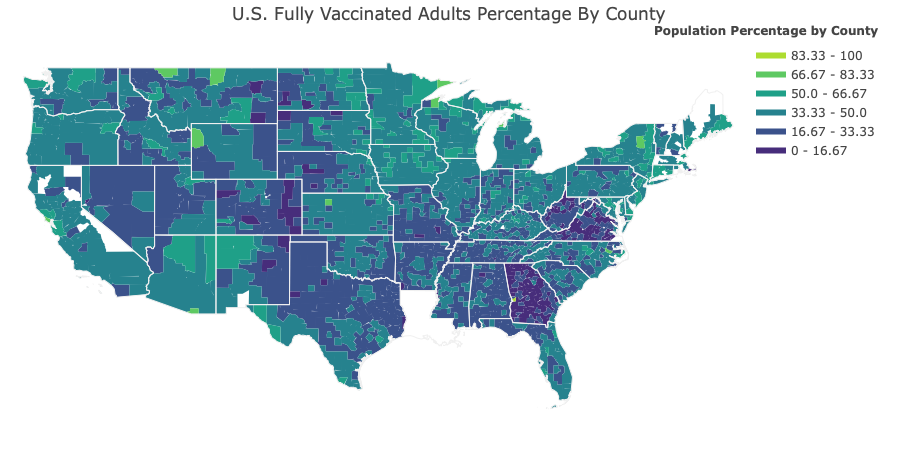 U.S. Fully Vaccinated Adults Percentage By County
Population Percentage by County
83.33 - 100
66.67 - 83.33
50.0 - 66.67
33.33 - 50.0
16.67 - 33.33
0 - 16.67